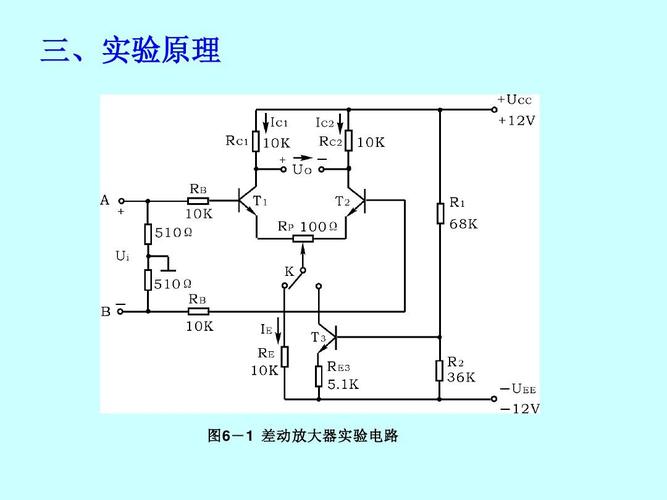 三、实验原理
+UCC
+12V
IC1
IC2
RC1
10K
RC2
10K
+ −
UO
A
+
RB
10K
T1
T2
R1
68K
RP 100Ω
510Ω
Ui
K
510Ω
B
−
RB
10K
IE
T3
RE
10K
RE3
5.1K
R2
36K
−UEE
−12V
图6－1 差动放大器实验电路